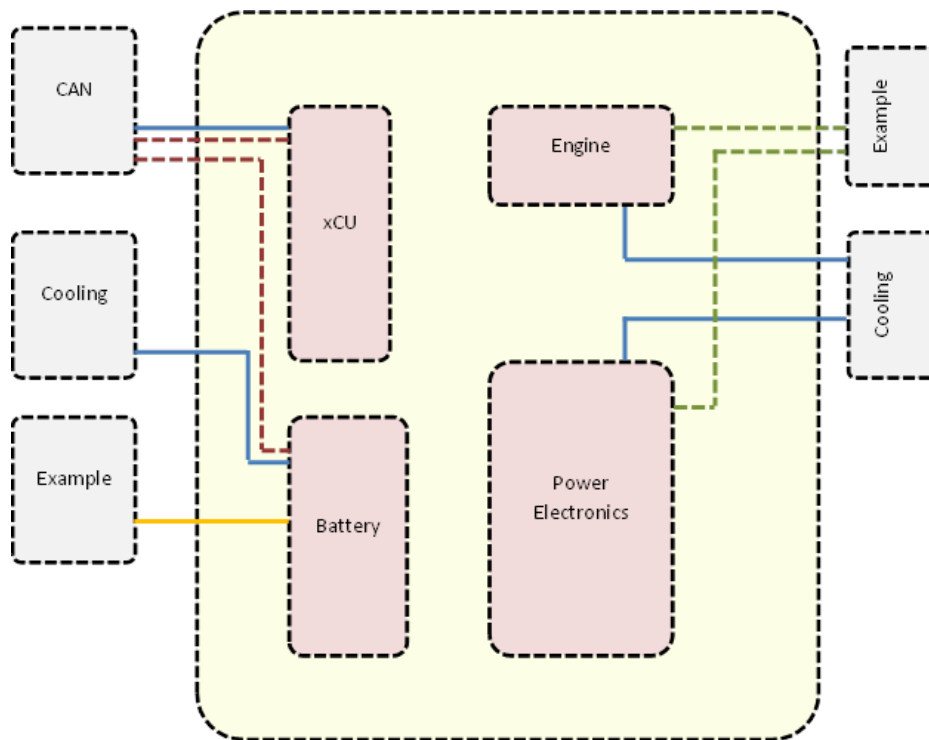 CAN
Example
Engine
xCU
Cooling
Cooling
Example
Power
Electronics
Battery